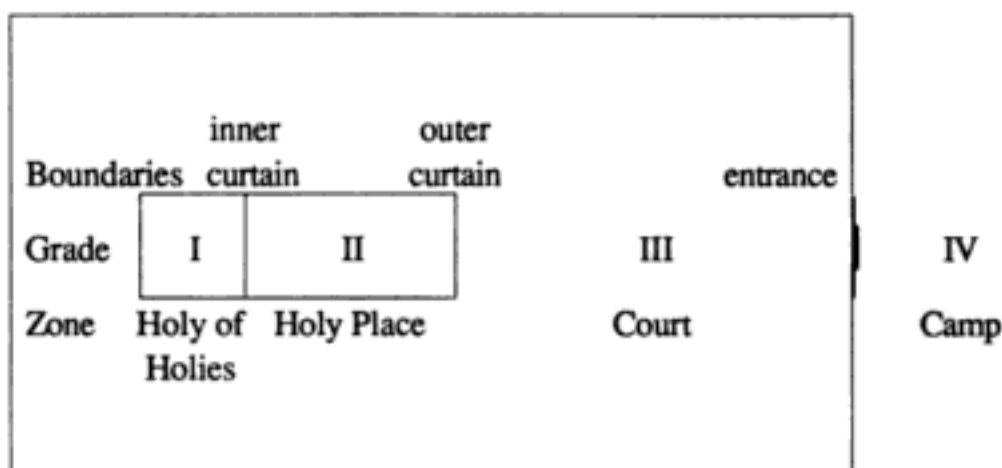 inner outer
Boundaries curtain curtain entrance
Grade I II III IV
Zone Holy of Holy Place Court Camp
Holies